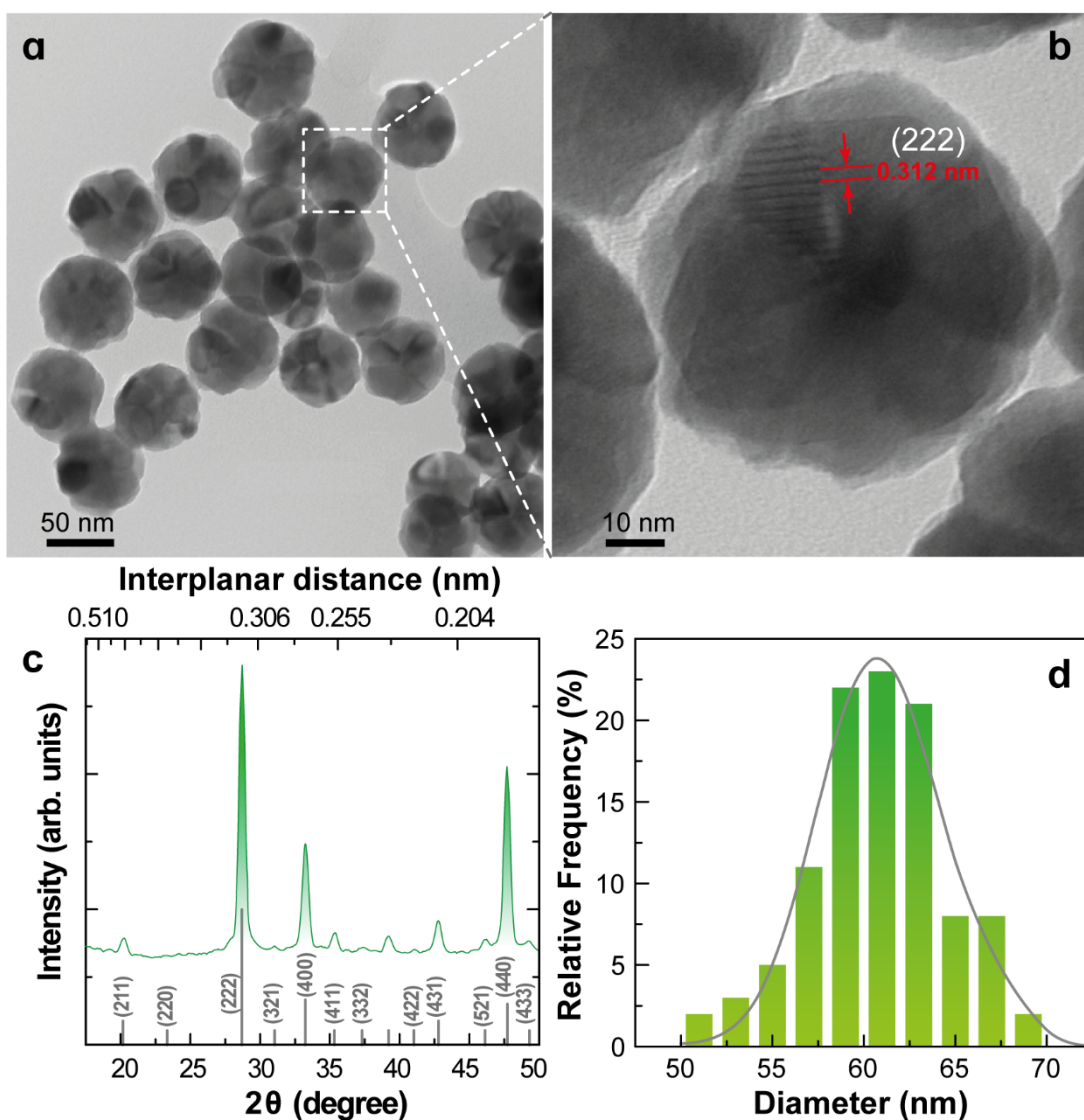 a
50 nm
b
(222)
0.312 nm
10 nm
Interplanar distance (nm)
0.510 0.306 0.255 0.204
c
Intensity (arb. units)
(211) (220) (222) (321) (400) (411) (332) (422) (431) (521) (440) (433)
20 25 30 35 40 45 50
2θ (degree)
d
Relative Frequency (%)
25
20
15
10
5
0
50 55 60 65 70
Diameter (nm)